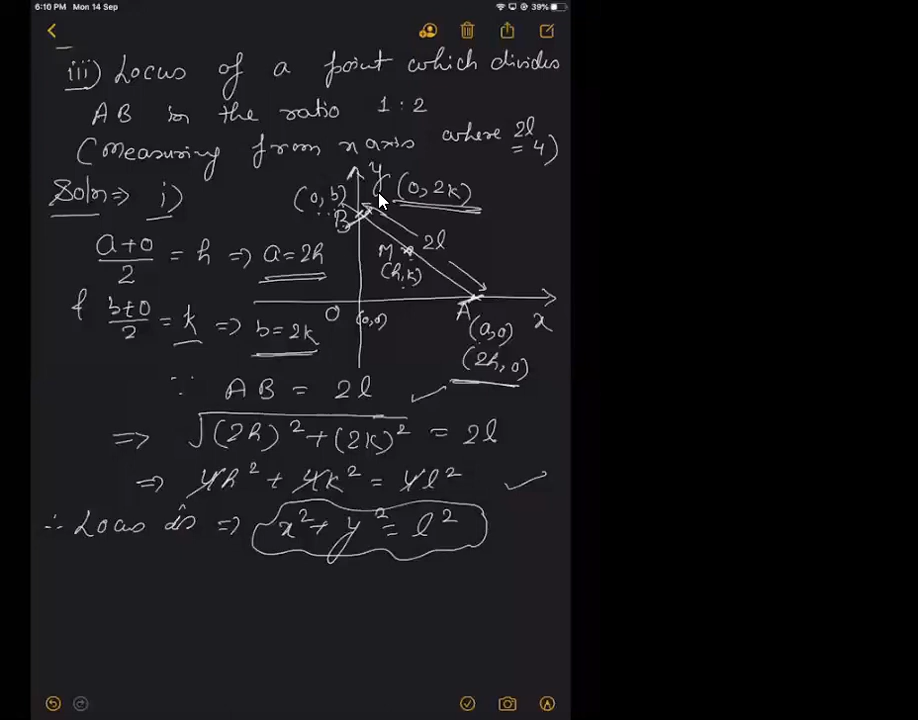 6:10 PM Mon 14 Sep 39%
iii) Locus of a point which divides
AB in the ratio 1 : 2
(Measuring from x axis where 2l = 4)
Soln ⇒ i)
Y
(0, b) (0, 2k)
B
2l
M
(h, k)
O
(0,0)
A
x
(a, 0)
(2h, 0)
a+0/2 = h ⇒ a = 2h
& b+0/2 = k ⇒ b = 2k
∵ AB = 2l
⇒ √(2h)² + (2k)² = 2l
⇒ 4h² + 4k² = 4l²
∴ Locus is ⇒ x² + y² = l²